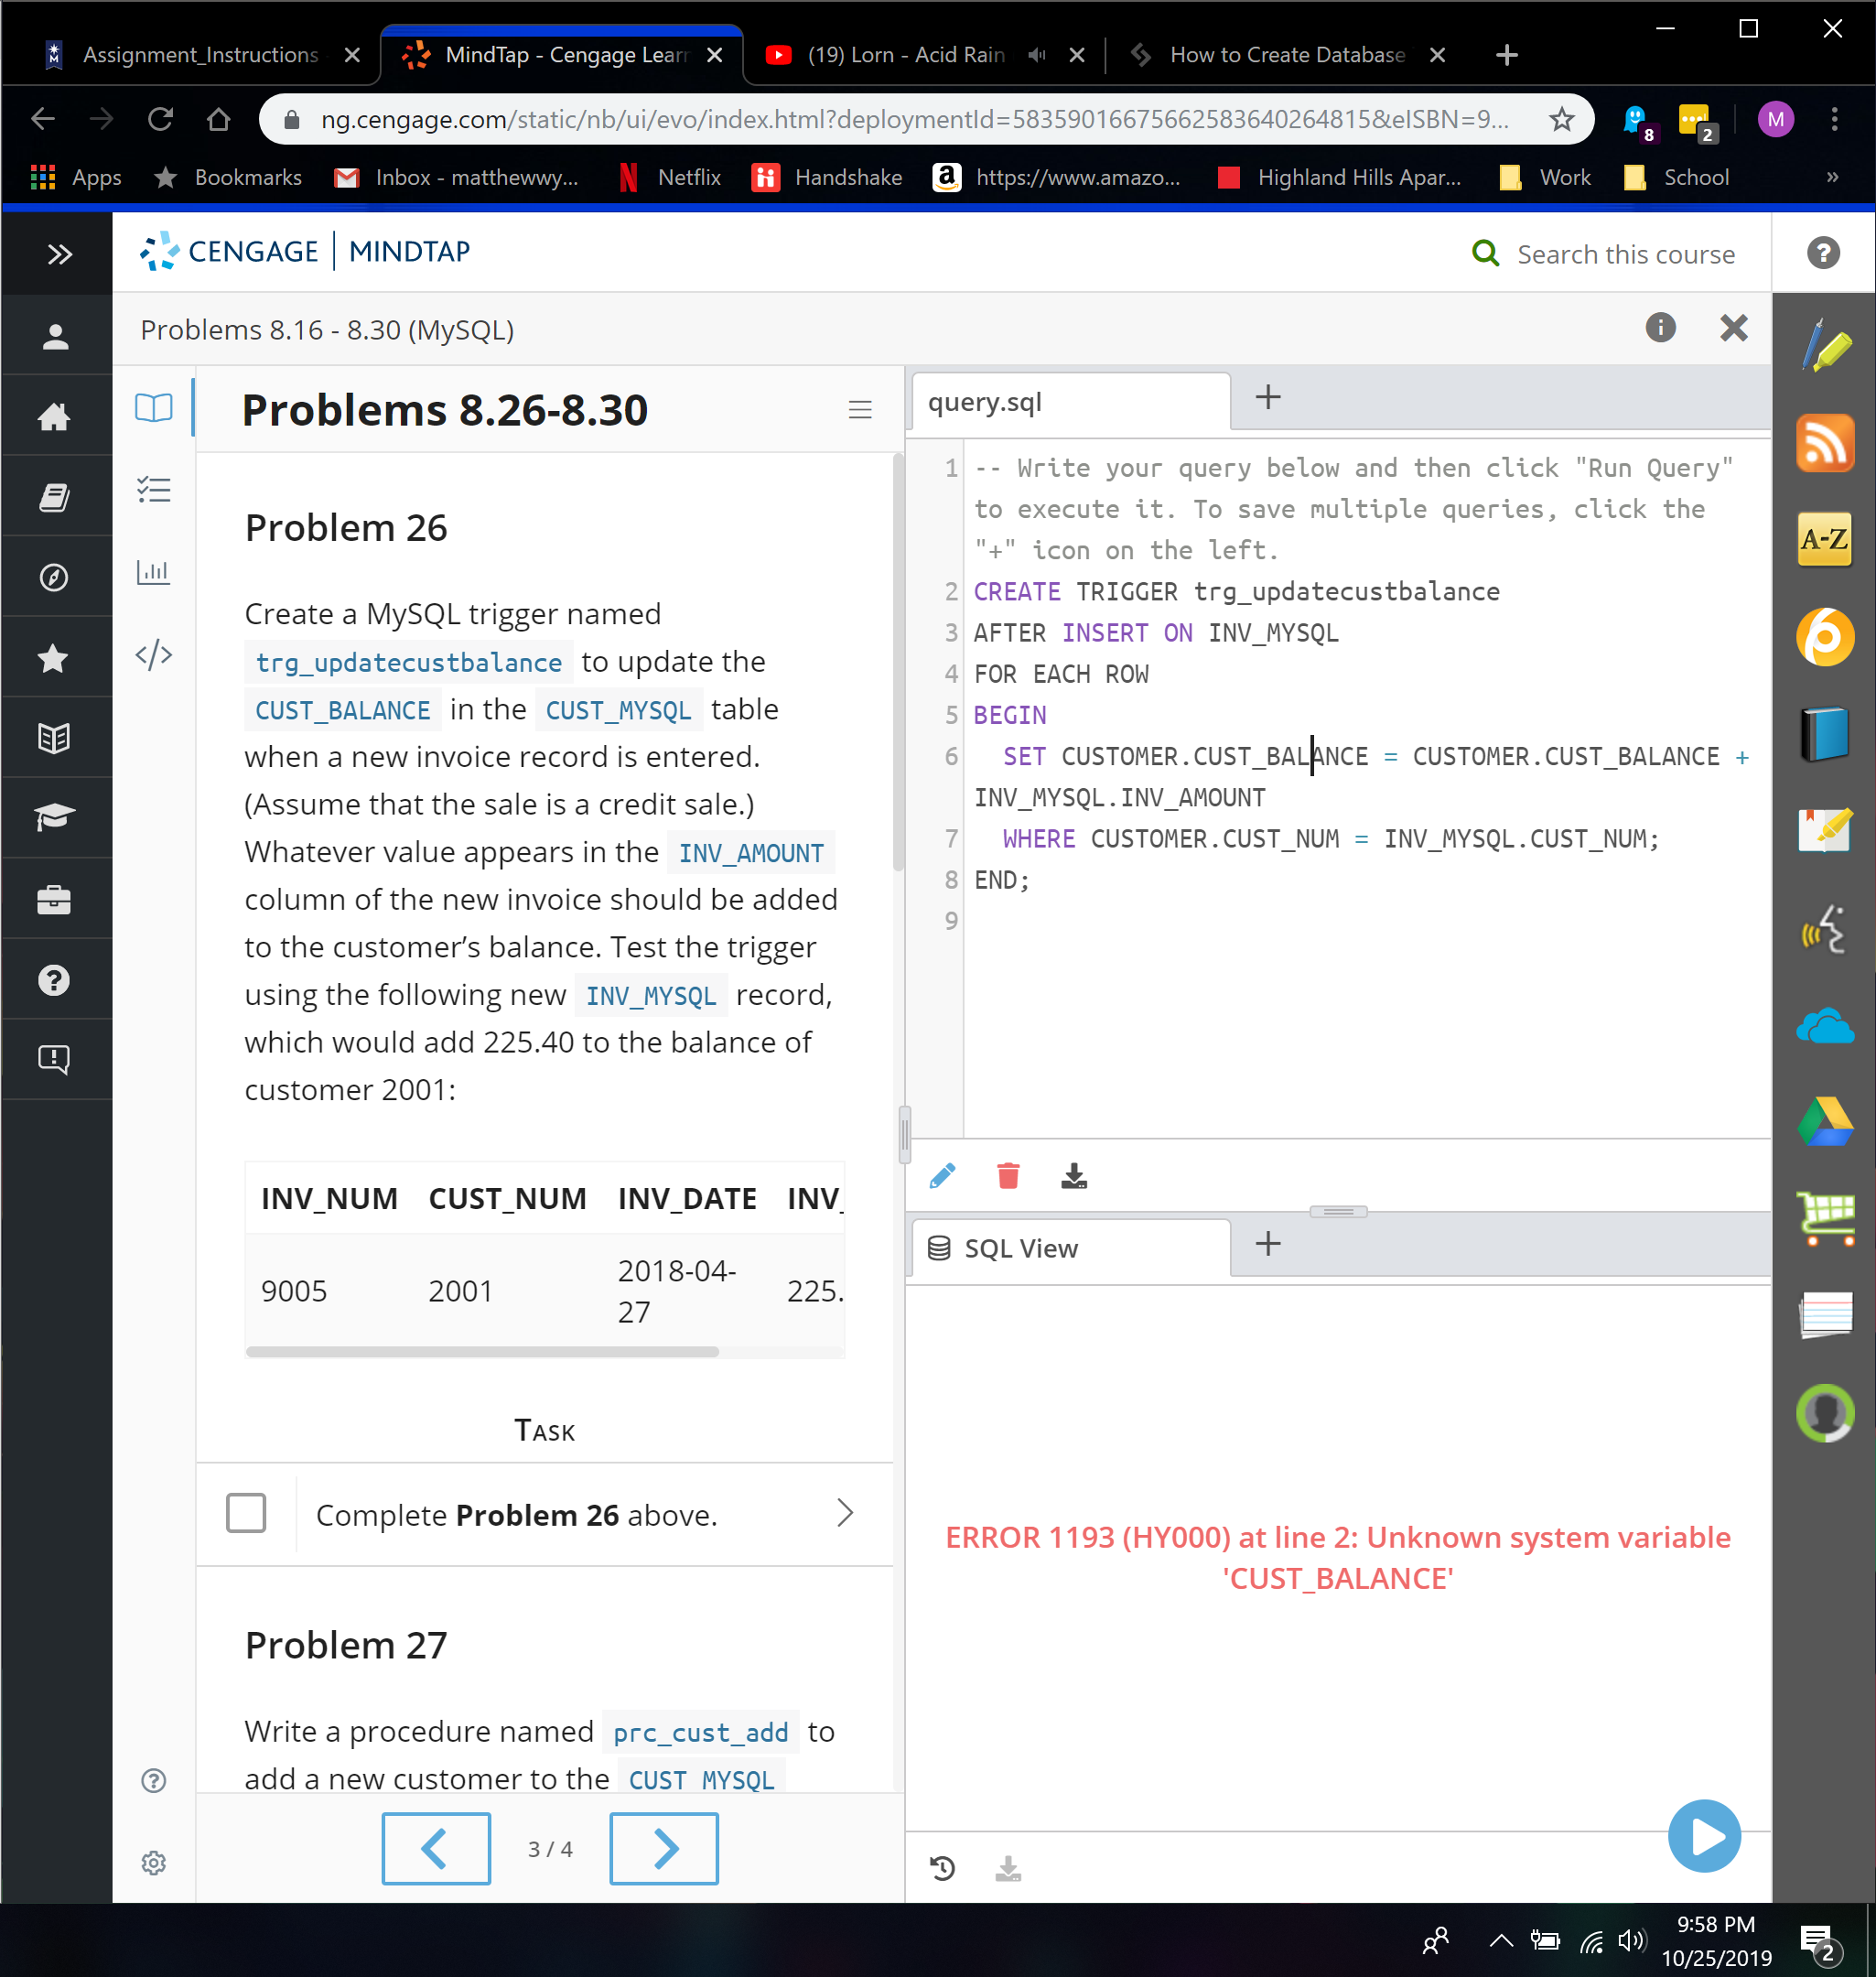 Assignment_Instructions
MindTap - Cengage Lear
(19) Lorn - Acid Rain
How to Create Database
ng.cengage.com/static/nb/ui/evo/index.html?deploymentId=58359016675662583640264815&eISBN=9...
8
2
M
Apps
Bookmarks
Inbox - matthewwy...
Netflix
Handshake
https://www.amazo...
Highland Hills Apar...
Work
School
»
CENGAGE | MINDTAP
Search this course
Problems 8.16 - 8.30 (MySQL)
Problems 8.26-8.30
Problem 26
Create a MySQL trigger named
trg_updatecustbalance to update the
CUST_BALANCE in the CUST_MYSQL table
when a new invoice record is entered.
(Assume that the sale is a credit sale.)
Whatever value appears in the INV_AMOUNT
column of the new invoice should be added
to the customer’s balance. Test the trigger
using the following new INV_MYSQL record,
which would add 225.40 to the balance of
customer 2001:
INV_NUM CUST_NUM INV_DATE INV_
9005 2001 2018-04-27 225.
TASK
Complete Problem 26 above.
Problem 27
Write a procedure named prc_cust_add to
add a new customer to the CUST_MYSQL
3 / 4
query.sql
1 -- Write your query below and then click "Run Query"
to execute it. To save multiple queries, click the
"+" icon on the left.
2 CREATE TRIGGER trg_updatecustbalance
3 AFTER INSERT ON INV_MYSQL
4 FOR EACH ROW
5 BEGIN
6 SET CUSTOMER.CUST_BALANCE = CUSTOMER.CUST_BALANCE +
INV_MYSQL.INV_AMOUNT
7 WHERE CUSTOMER.CUST_NUM = INV_MYSQL.CUST_NUM;
8 END;
9
SQL View
ERROR 1193 (HY000) at line 2: Unknown system variable
'CUST_BALANCE'
A-Z
9:58 PM
10/25/2019
2